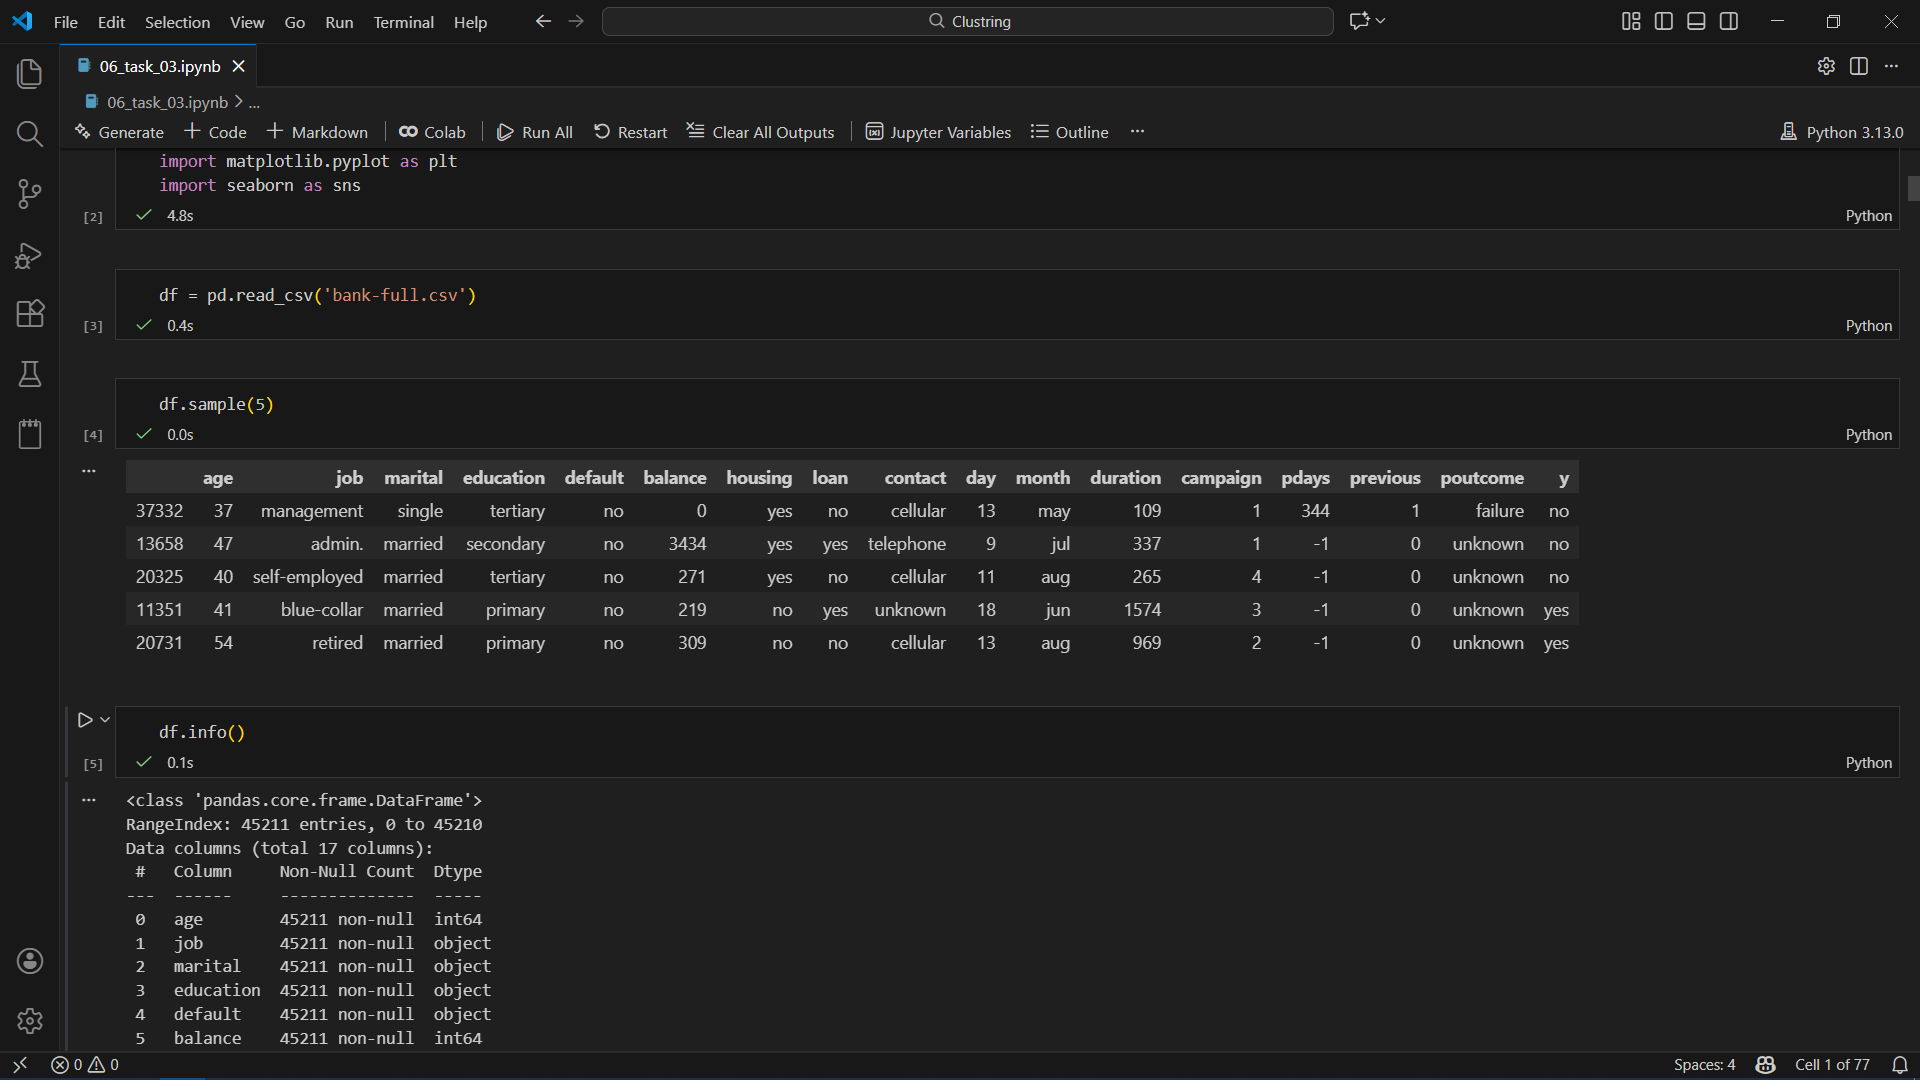 File Edit Selection View Go Run Terminal Help Clustring
06_task_03.ipynb
06_task_03.ipynb > ...
Generate + Code + Markdown Colab Run All Restart Clear All Outputs Jupyter Variables Outline ... Python 3.13.0
import matplotlib.pyplot as plt
import seaborn as sns
[2] 4.8s Python
df = pd.read_csv('bank-full.csv')
[3] 0.4s Python
df.sample(5)
[4] 0.0s Python
age job marital education default balance housing loan contact day month duration campaign pdays previous poutcome y
37332 37 management single tertiary no 0 yes no cellular 13 may 109 1 344 1 failure no
13658 47 admin. married secondary no 3434 yes yes telephone 9 jul 337 1 -1 0 unknown no
20325 40 self-employed married tertiary no 271 yes no cellular 11 aug 265 4 -1 0 unknown no
11351 41 blue-collar married primary no 219 no yes unknown 18 jun 1574 3 -1 0 unknown yes
20731 54 retired married primary no 309 no no cellular 13 aug 969 2 -1 0 unknown yes
df.info()
[5] 0.1s Python
<class 'pandas.core.frame.DataFrame'>
RangeIndex: 45211 entries, 0 to 45210
Data columns (total 17 columns):
# Column Non-Null Count Dtype
--- ------ -------------- -----
0 age 45211 non-null int64
1 job 45211 non-null object
2 marital 45211 non-null object
3 education 45211 non-null object
4 default 45211 non-null object
5 balance 45211 non-null int64
0 0 Spaces: 4 Cell 1 of 77